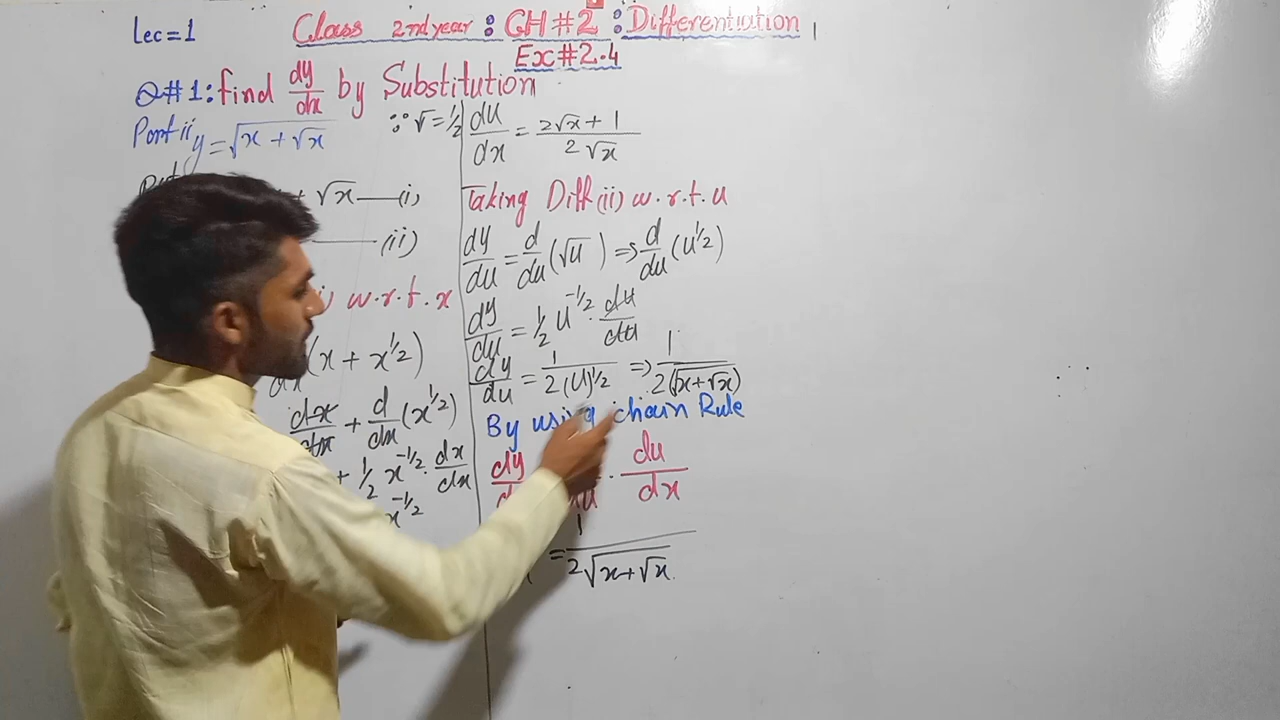 Lec=1
Class 2nd year : CH#2 : Differentiation
Ex#2.4
Q#1: find dy/dx by Substitution
Part ii y = √(x + √x)
∵ √ = 1/2
+ √x —— (i)
—— (ii)
w.r.t. x
(x + x^1/2)
dx/dx + d/dx (x^1/2)
+ 1/2 x^-1/2 . dx/dx
x^-1/2
du/dx = (2√x + 1)/(2√x)
Taking Diff (ii) w.r.t. u
dy/du = d/du (√u) => d/du (u^1/2)
dy/du = 1/2 u^-1/2 . du/du
dy/du = 1/(2(u)^1/2) => 1/(2(√(x+√x)))
By using chain Rule
dy . du/dx
= 1/(2√(x+√x))